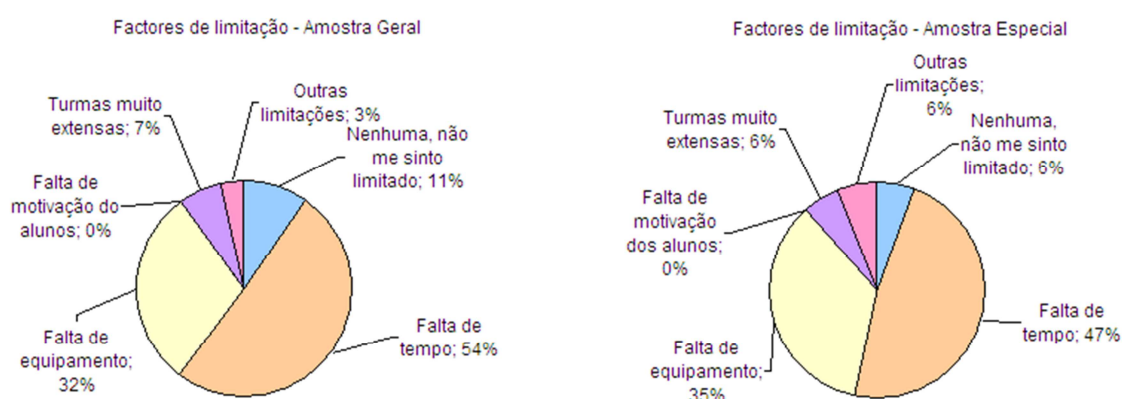 Factores de limitação - Amostra Geral
Outras
limitações; 3%
Turmas muito
extensas; 7%
Nenhuma, não
me sinto
limitado; 11%
Falta de
motivação do
alunos; 0%
Falta de
equipamento;
32%
Falta de
tempo; 54%
Factores de limitação - Amostra Especial
Outras
limitações;
6%
Turmas muito
extensas; 6%
Nenhuma,
não me sinto
limitado; 6%
Falta de
motivação
dos alunos;
0%
Falta de
equipamento;
35%
Falta de
tempo; 47%